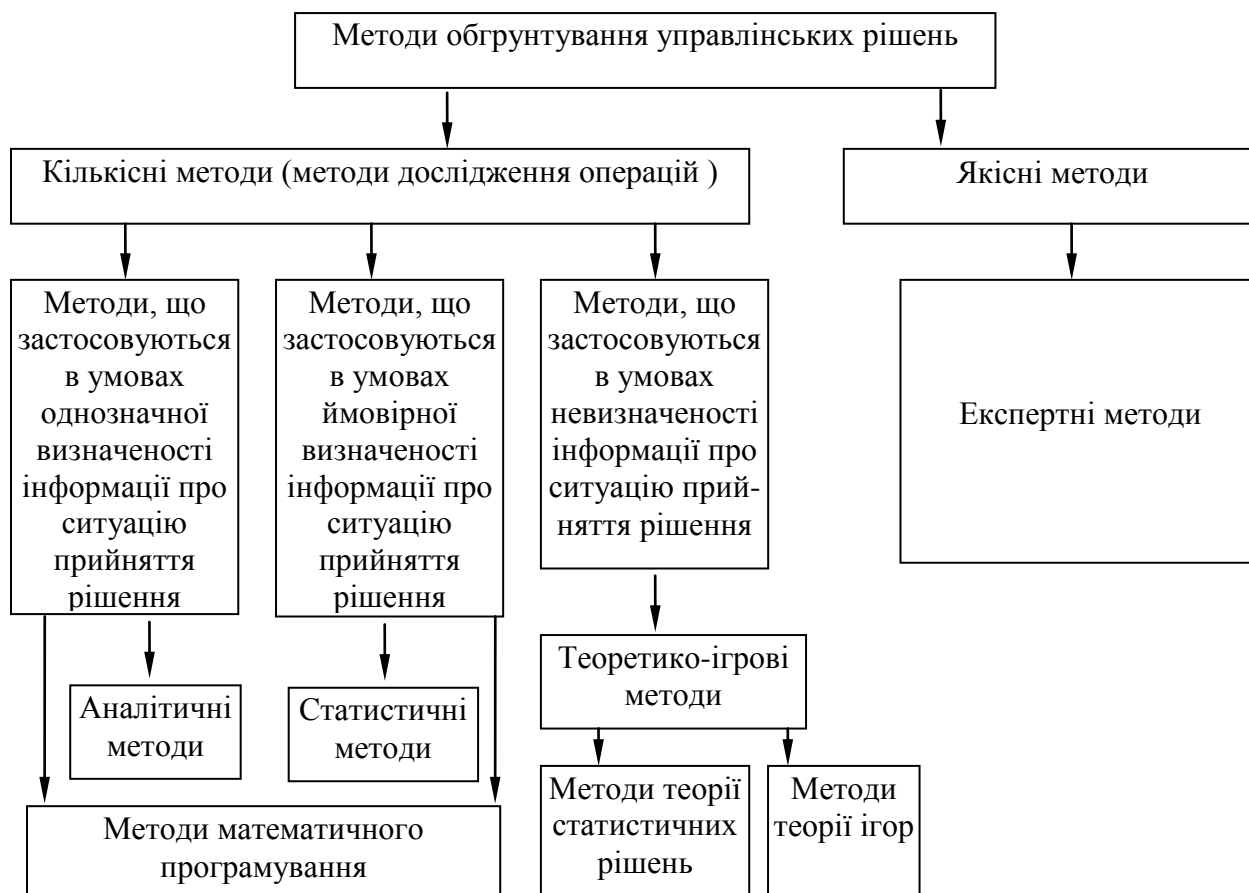 Методи обгрунтування управлінських рішень
Кількісні методи (методи дослідження операцій )
Якісні методи
Методи, що
застосовуються
в умовах
однозначної
визначеності
інформації про
ситуацію
прийняття
рішення
Методи, що
застосовуються
в умовах
ймовірної
визначеності
інформації про
ситуацію
прийняття
рішення
Методи, що
застосовуються
в умовах
невизначеності
інформації про
ситуацію прий-
няття рішення
Експертні методи
Аналітичні
методи
Статистичні
методи
Теоретико-ігрові
методи
Методи математичного
програмування
Методи теорії
статистичних
рішень
Методи
теорії ігор